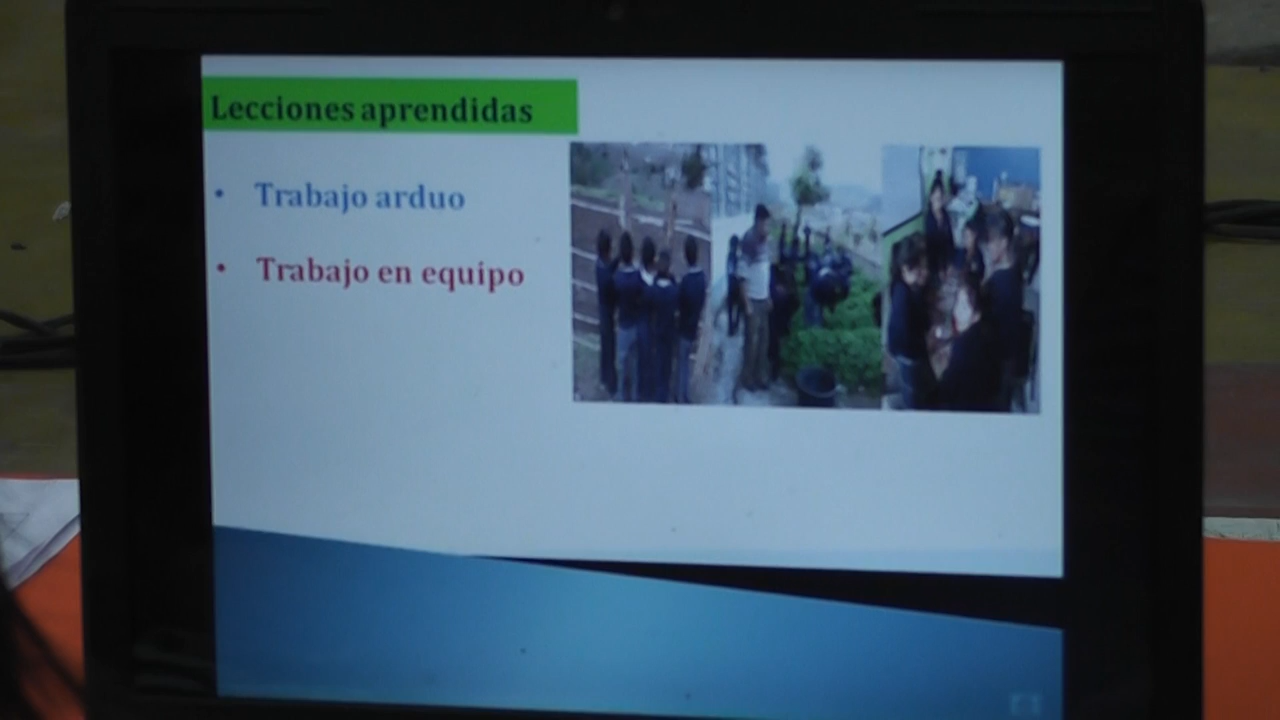 Lecciones aprendidas
• Trabajo arduo
• Trabajo en equipo